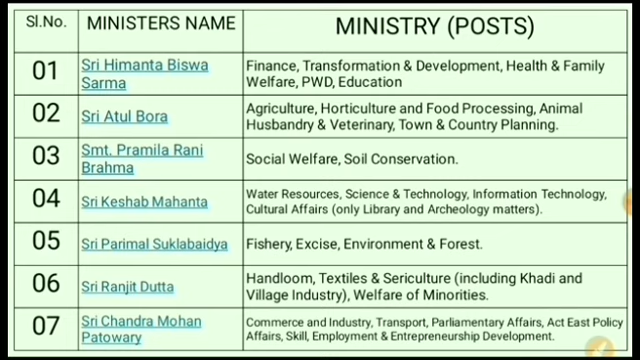 Sl.No. MINISTERS NAME MINISTRY (POSTS)
01 Sri Himanta Biswa Sarma Finance, Transformation & Development, Health & Family
Welfare, PWD, Education
02 Sri Atul Bora Agriculture, Horticulture and Food Processing, Animal
Husbandry & Veterinary, Town & Country Planning.
03 Smt. Pramila Rani Brahma Social Welfare, Soil Conservation.
04 Sri Keshab Mahanta Water Resources, Science & Technology, Information Technology,
Cultural Affairs (only Library and Archeology matters).
05 Sri Parimal Suklabaidya Fishery, Excise, Environment & Forest.
06 Sri Ranjit Dutta Handloom, Textiles & Sericulture (including Khadi and
Village Industry), Welfare of Minorities.
07 Sri Chandra Mohan Patowary Commerce and Industry, Transport, Parliamentary Affairs, Act East Policy
Affairs, Skill, Employment & Entrepreneurship Development.